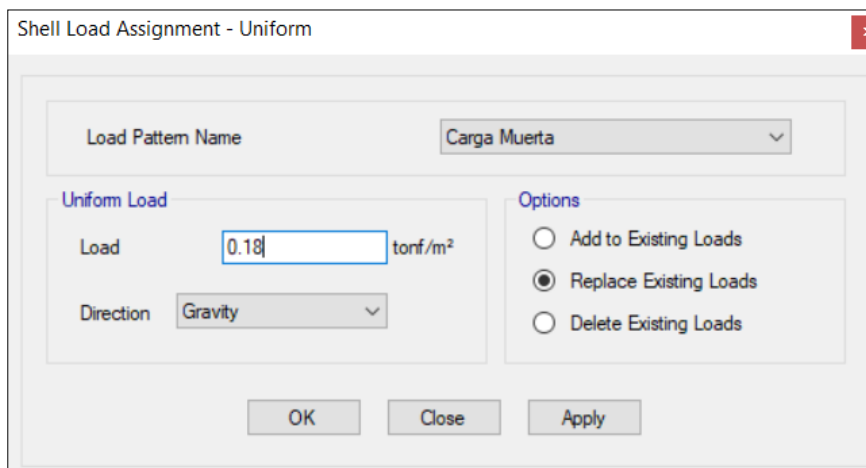 Shell Load Assignment - Uniform
Load Pattern Name
Carga Muerta
Uniform Load
Load
0.18
tonf/m²
Direction
Gravity
Options
Add to Existing Loads
Replace Existing Loads
Delete Existing Loads
OK
Close
Apply